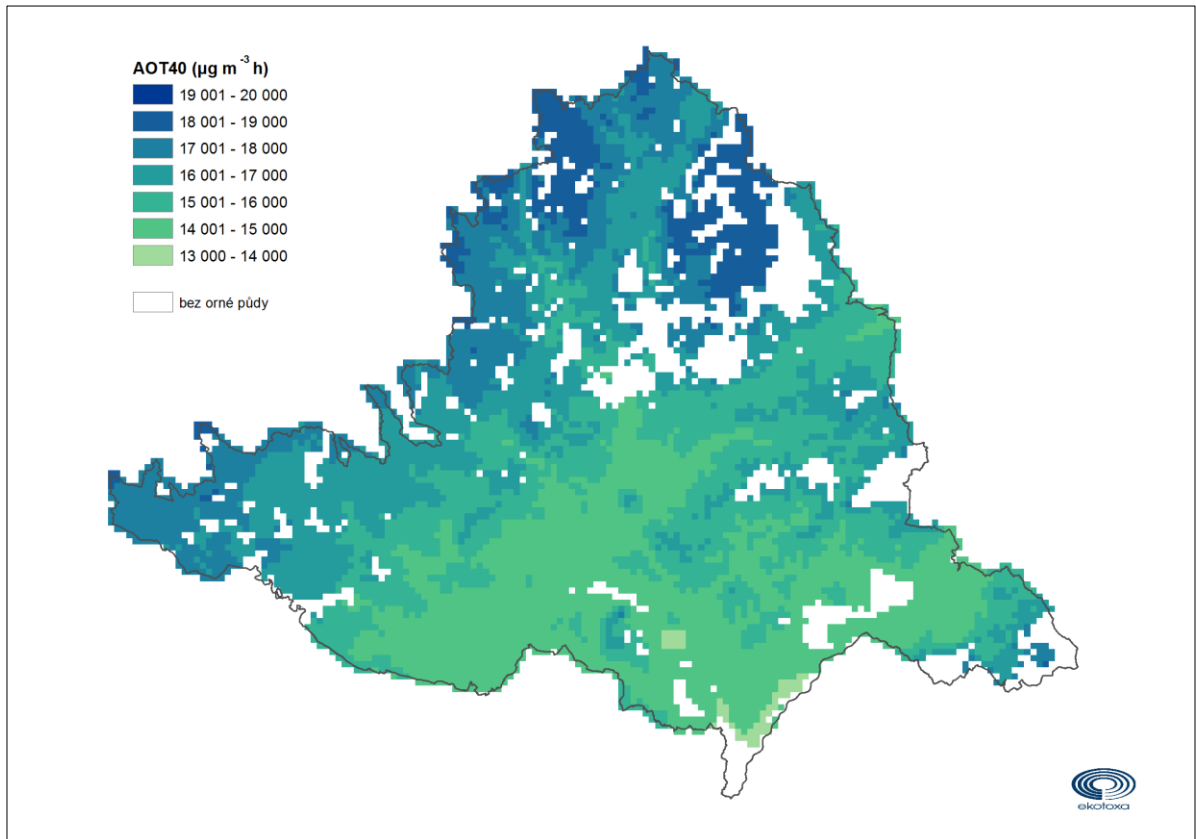 AOT40 (µg m⁻³ h)
19 001 - 20 000
18 001 - 19 000
17 001 - 18 000
16 001 - 17 000
15 001 - 16 000
14 001 - 15 000
13 000 - 14 000
bez orné půdy
ekotoxa